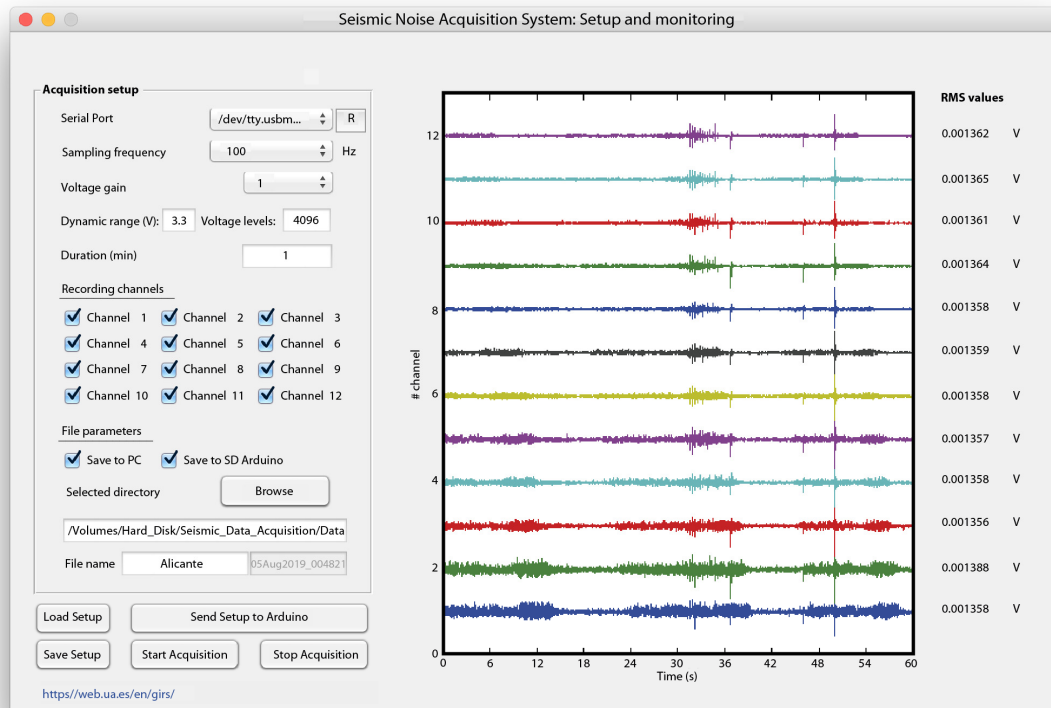 Seismic Noise Acquisition System: Setup and monitoring
Acquisition setup
Serial Port /dev/tty.usbm... R
Sampling frequency 100 Hz
Voltage gain 1
Dynamic range (V): 3.3 Voltage levels: 4096
Duration (min) 1
Recording channels
Channel 1 Channel 2 Channel 3
Channel 4 Channel 5 Channel 6
Channel 7 Channel 8 Channel 9
Channel 10 Channel 11 Channel 12
File parameters
Save to PC Save to SD Arduino
Selected directory Browse
/Volumes/Hard_Disk/Seismic_Data_Acquisition/Data
File name Alicante 05Aug2019_004821
Load Setup Send Setup to Arduino
Save Setup Start Acquisition Stop Acquisition
https//web.ua.es/en/girs/
# channel
12
10
8
6
4
2
0
0 6 12 18 24 30 36 42 48 54 60
Time (s)
RMS values
0.001362 V
0.001365 V
0.001361 V
0.001364 V
0.001358 V
0.001359 V
0.001358 V
0.001357 V
0.001358 V
0.001356 V
0.001388 V
0.001358 V